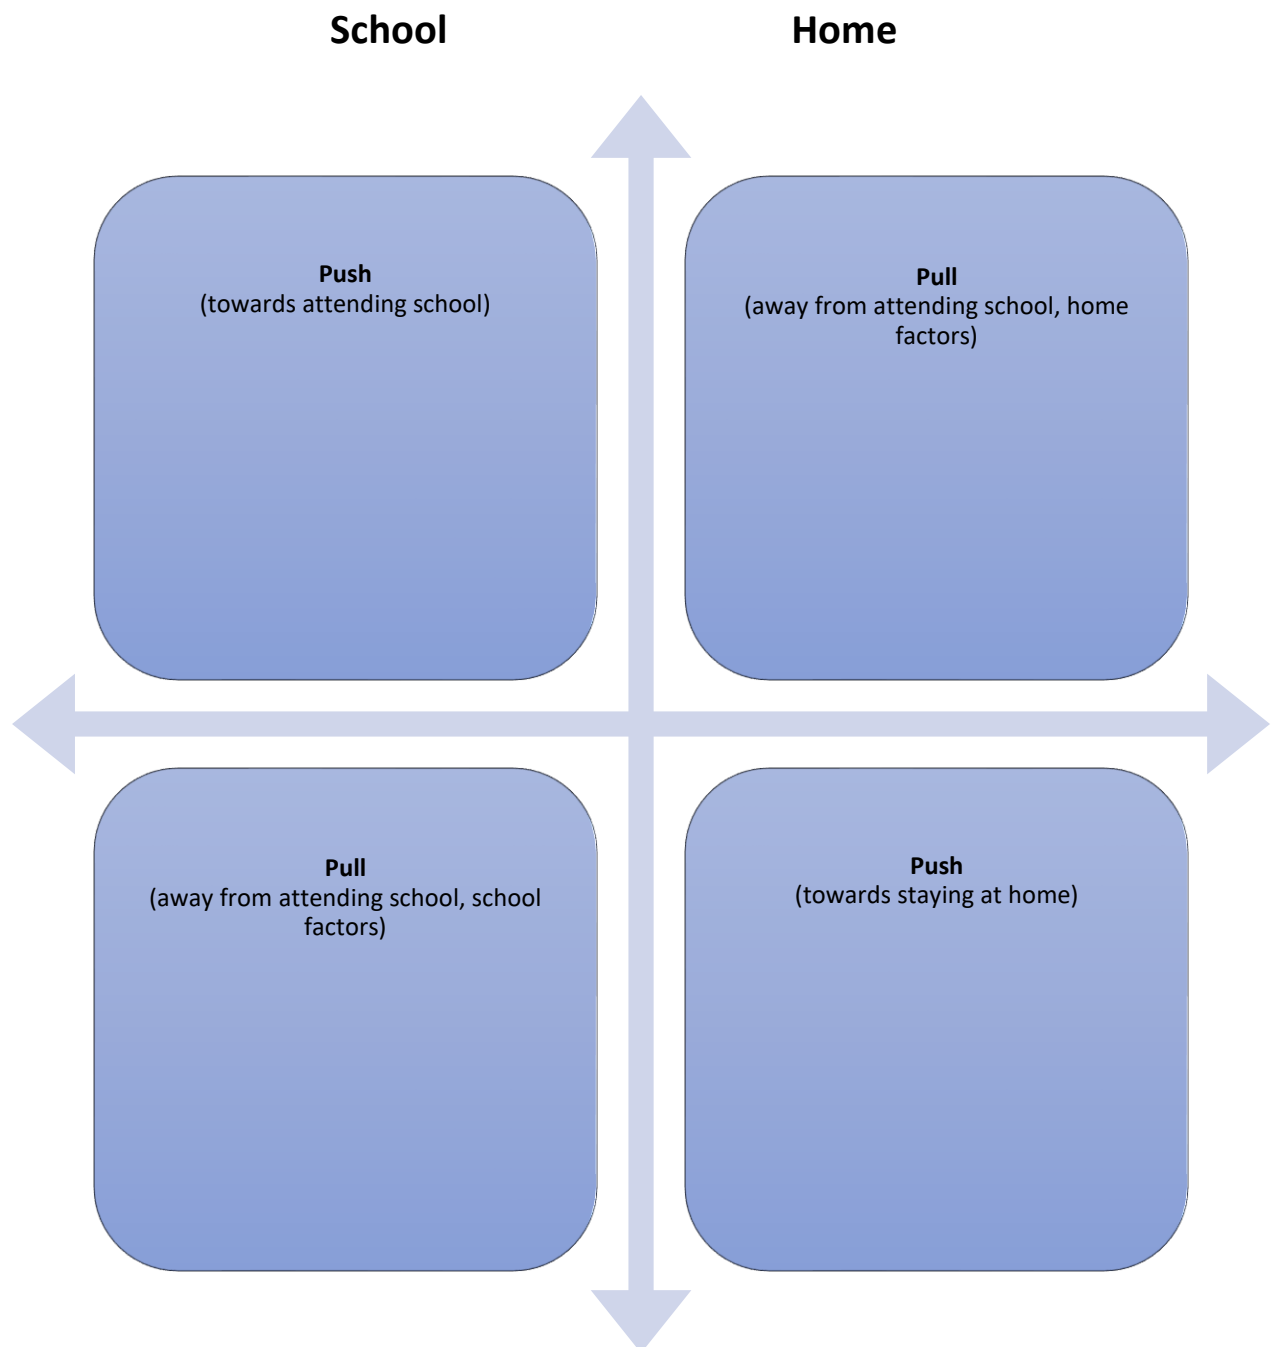 School
Home
Push
(towards attending school)
Pull
(away from attending school, home
factors)
Pull
(away from attending school, school
factors)
Push
(towards staying at home)